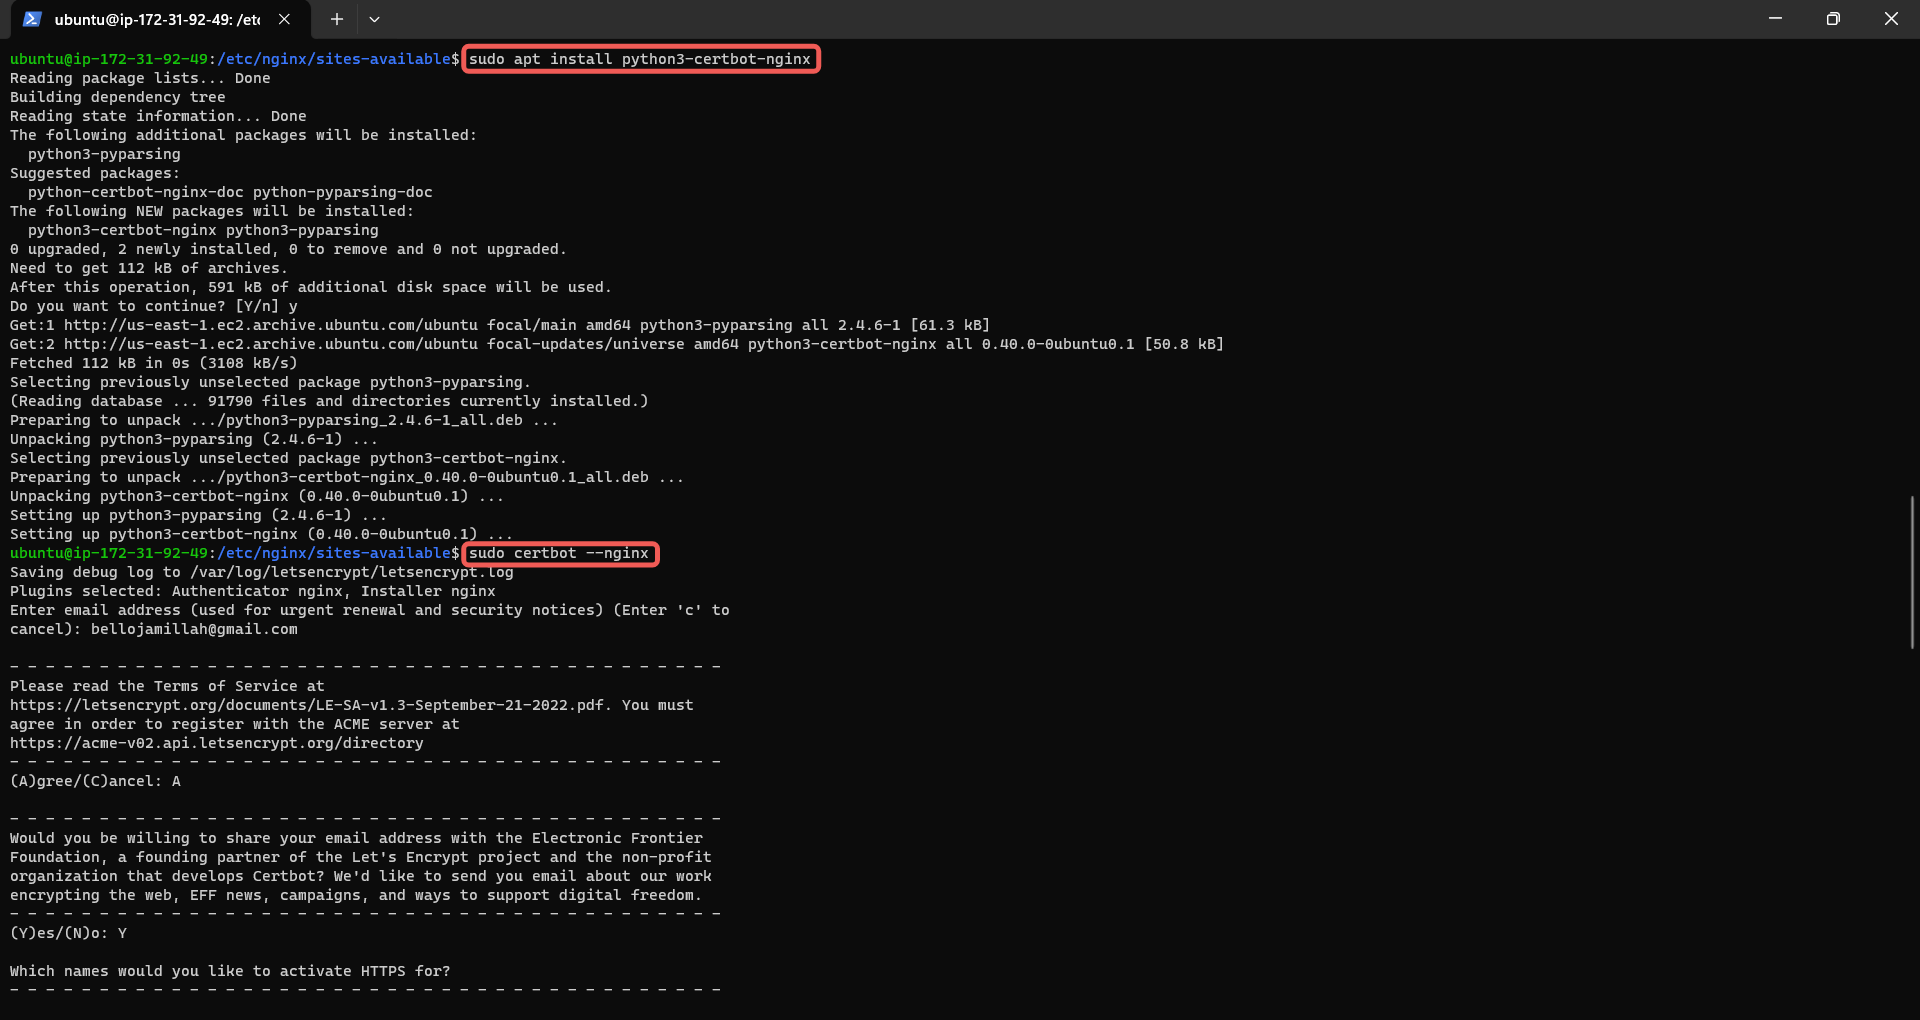 ubuntu@ip-172-31-92-49: /etc
ubuntu@ip-172-31-92-49:/etc/nginx/sites-available$ sudo apt install python3-certbot-nginx
Reading package lists... Done
Building dependency tree
Reading state information... Done
The following additional packages will be installed:
  python3-pyparsing
Suggested packages:
  python-certbot-nginx-doc python-pyparsing-doc
The following NEW packages will be installed:
  python3-certbot-nginx python3-pyparsing
0 upgraded, 2 newly installed, 0 to remove and 0 not upgraded.
Need to get 112 kB of archives.
After this operation, 591 kB of additional disk space will be used.
Do you want to continue? [Y/n] y
Get:1 http://us-east-1.ec2.archive.ubuntu.com/ubuntu focal/main amd64 python3-pyparsing all 2.4.6-1 [61.3 kB]
Get:2 http://us-east-1.ec2.archive.ubuntu.com/ubuntu focal-updates/universe amd64 python3-certbot-nginx all 0.40.0-0ubuntu0.1 [50.8 kB]
Fetched 112 kB in 0s (3108 kB/s)
Selecting previously unselected package python3-pyparsing.
(Reading database ... 91790 files and directories currently installed.)
Preparing to unpack .../python3-pyparsing_2.4.6-1_all.deb ...
Unpacking python3-pyparsing (2.4.6-1) ...
Selecting previously unselected package python3-certbot-nginx.
Preparing to unpack .../python3-certbot-nginx_0.40.0-0ubuntu0.1_all.deb ...
Unpacking python3-certbot-nginx (0.40.0-0ubuntu0.1) ...
Setting up python3-pyparsing (2.4.6-1) ...
Setting up python3-certbot-nginx (0.40.0-0ubuntu0.1) ...
ubuntu@ip-172-31-92-49:/etc/nginx/sites-available$ sudo certbot --nginx
Saving debug log to /var/log/letsencrypt/letsencrypt.log
Plugins selected: Authenticator nginx, Installer nginx
Enter email address (used for urgent renewal and security notices) (Enter 'c' to
cancel): bellojamillah@gmail.com

- - - - - - - - - - - - - - - - - - - - - - - - - - - - - - - - - - - - - - - -
Please read the Terms of Service at
https://letsencrypt.org/documents/LE-SA-v1.3-September-21-2022.pdf. You must
agree in order to register with the ACME server at
https://acme-v02.api.letsencrypt.org/directory
- - - - - - - - - - - - - - - - - - - - - - - - - - - - - - - - - - - - - - - -
(A)gree/(C)ancel: A

- - - - - - - - - - - - - - - - - - - - - - - - - - - - - - - - - - - - - - - -
Would you be willing to share your email address with the Electronic Frontier
Foundation, a founding partner of the Let's Encrypt project and the non-profit
organization that develops Certbot? We'd like to send you email about our work
encrypting the web, EFF news, campaigns, and ways to support digital freedom.
- - - - - - - - - - - - - - - - - - - - - - - - - - - - - - - - - - - - - - - -
(Y)es/(N)o: Y

Which names would you like to activate HTTPS for?
- - - - - - - - - - - - - - - - - - - - - - - - - - - - - - - - - - - - - - - -